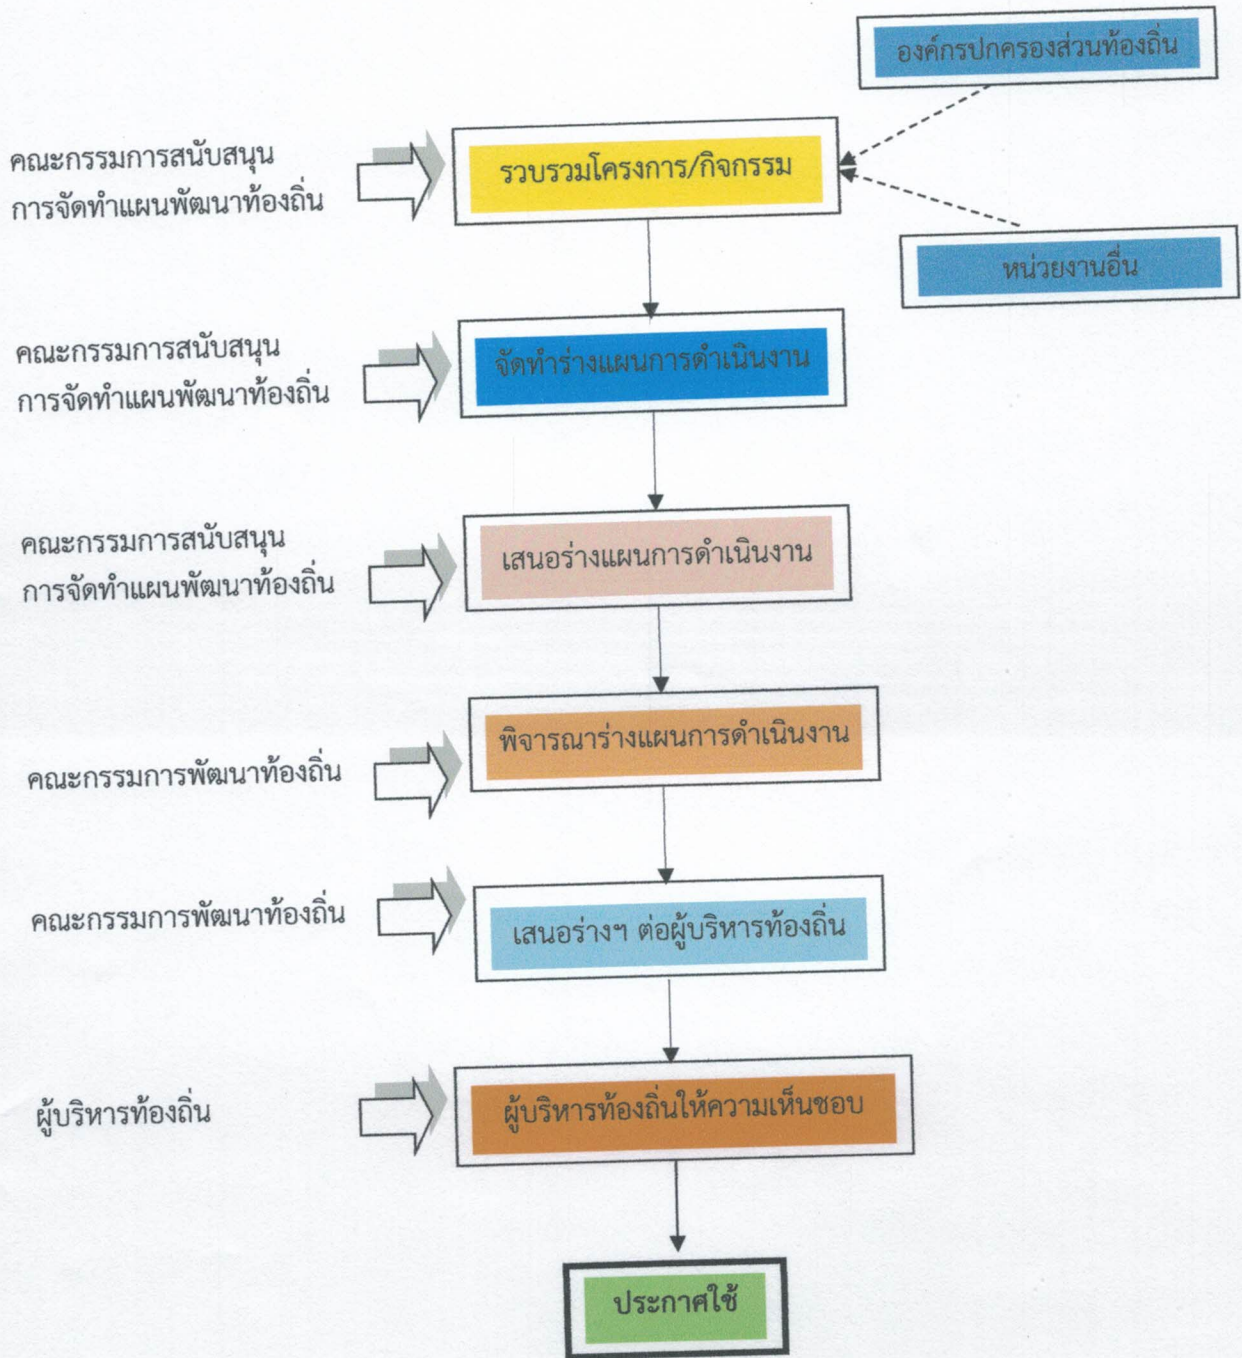 องค์กรปกครองส่วนท้องถิ่น
คณะกรรมการสนับสนุน
การจัดทำแผนพัฒนาท้องถิ่น
รวบรวมโครงการ/กิจกรรม
หน่วยงานอื่น
คณะกรรมการสนับสนุน
การจัดทำแผนพัฒนาท้องถิ่น
จัดทำร่างแผนการดำเนินงาน
คณะกรรมการสนับสนุน
การจัดทำแผนพัฒนาท้องถิ่น
เสนอร่างแผนการดำเนินงาน
คณะกรรมการพัฒนาท้องถิ่น
พิจารณาร่างแผนการดำเนินงาน
คณะกรรมการพัฒนาท้องถิ่น
เสนอร่างฯ ต่อผู้บริหารท้องถิ่น
ผู้บริหารท้องถิ่น
ผู้บริหารท้องถิ่นให้ความเห็นชอบ
ประกาศใช้